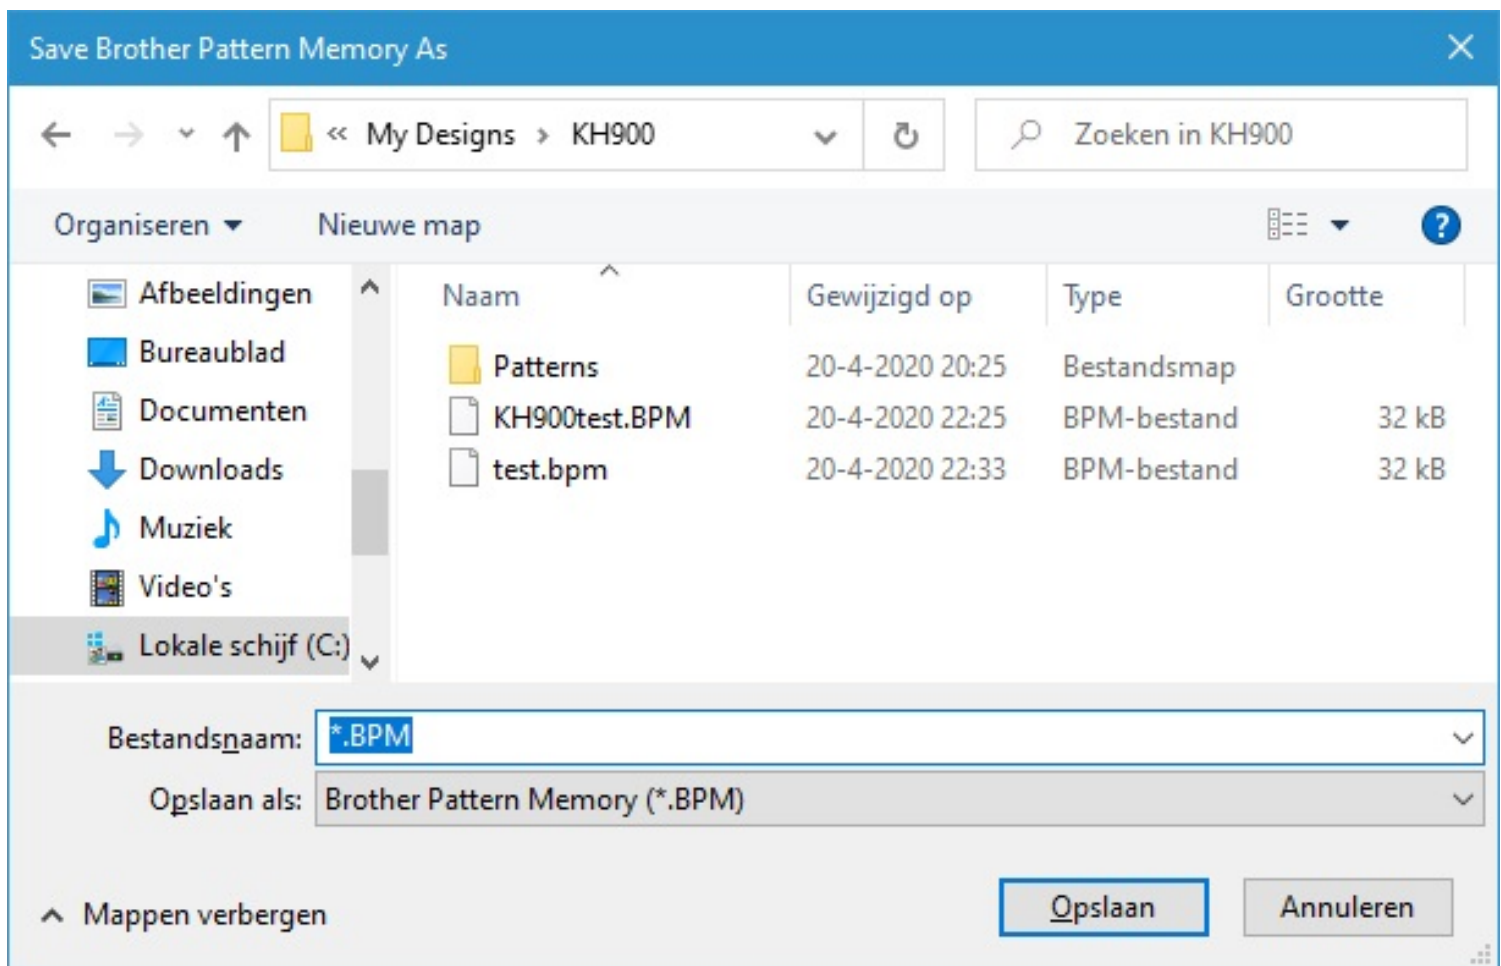 Save Brother Pattern Memory As
« My Designs › KH900
Zoeken in KH900
Organiseren
Nieuwe map
?
Afbeeldingen
Bureaublad
Documenten
Downloads
Muziek
Video's
Lokale schijf (C:)
Naam Gewijzigd op Type Grootte
Patterns 20-4-2020 20:25 Bestandsmap
KH900test.BPM 20-4-2020 22:25 BPM-bestand 32 kB
test.bpm 20-4-2020 22:33 BPM-bestand 32 kB
Bestandsnaam: *.BPM
Opslaan als: Brother Pattern Memory (*.BPM)
Mappen verbergen
Opslaan
Annuleren